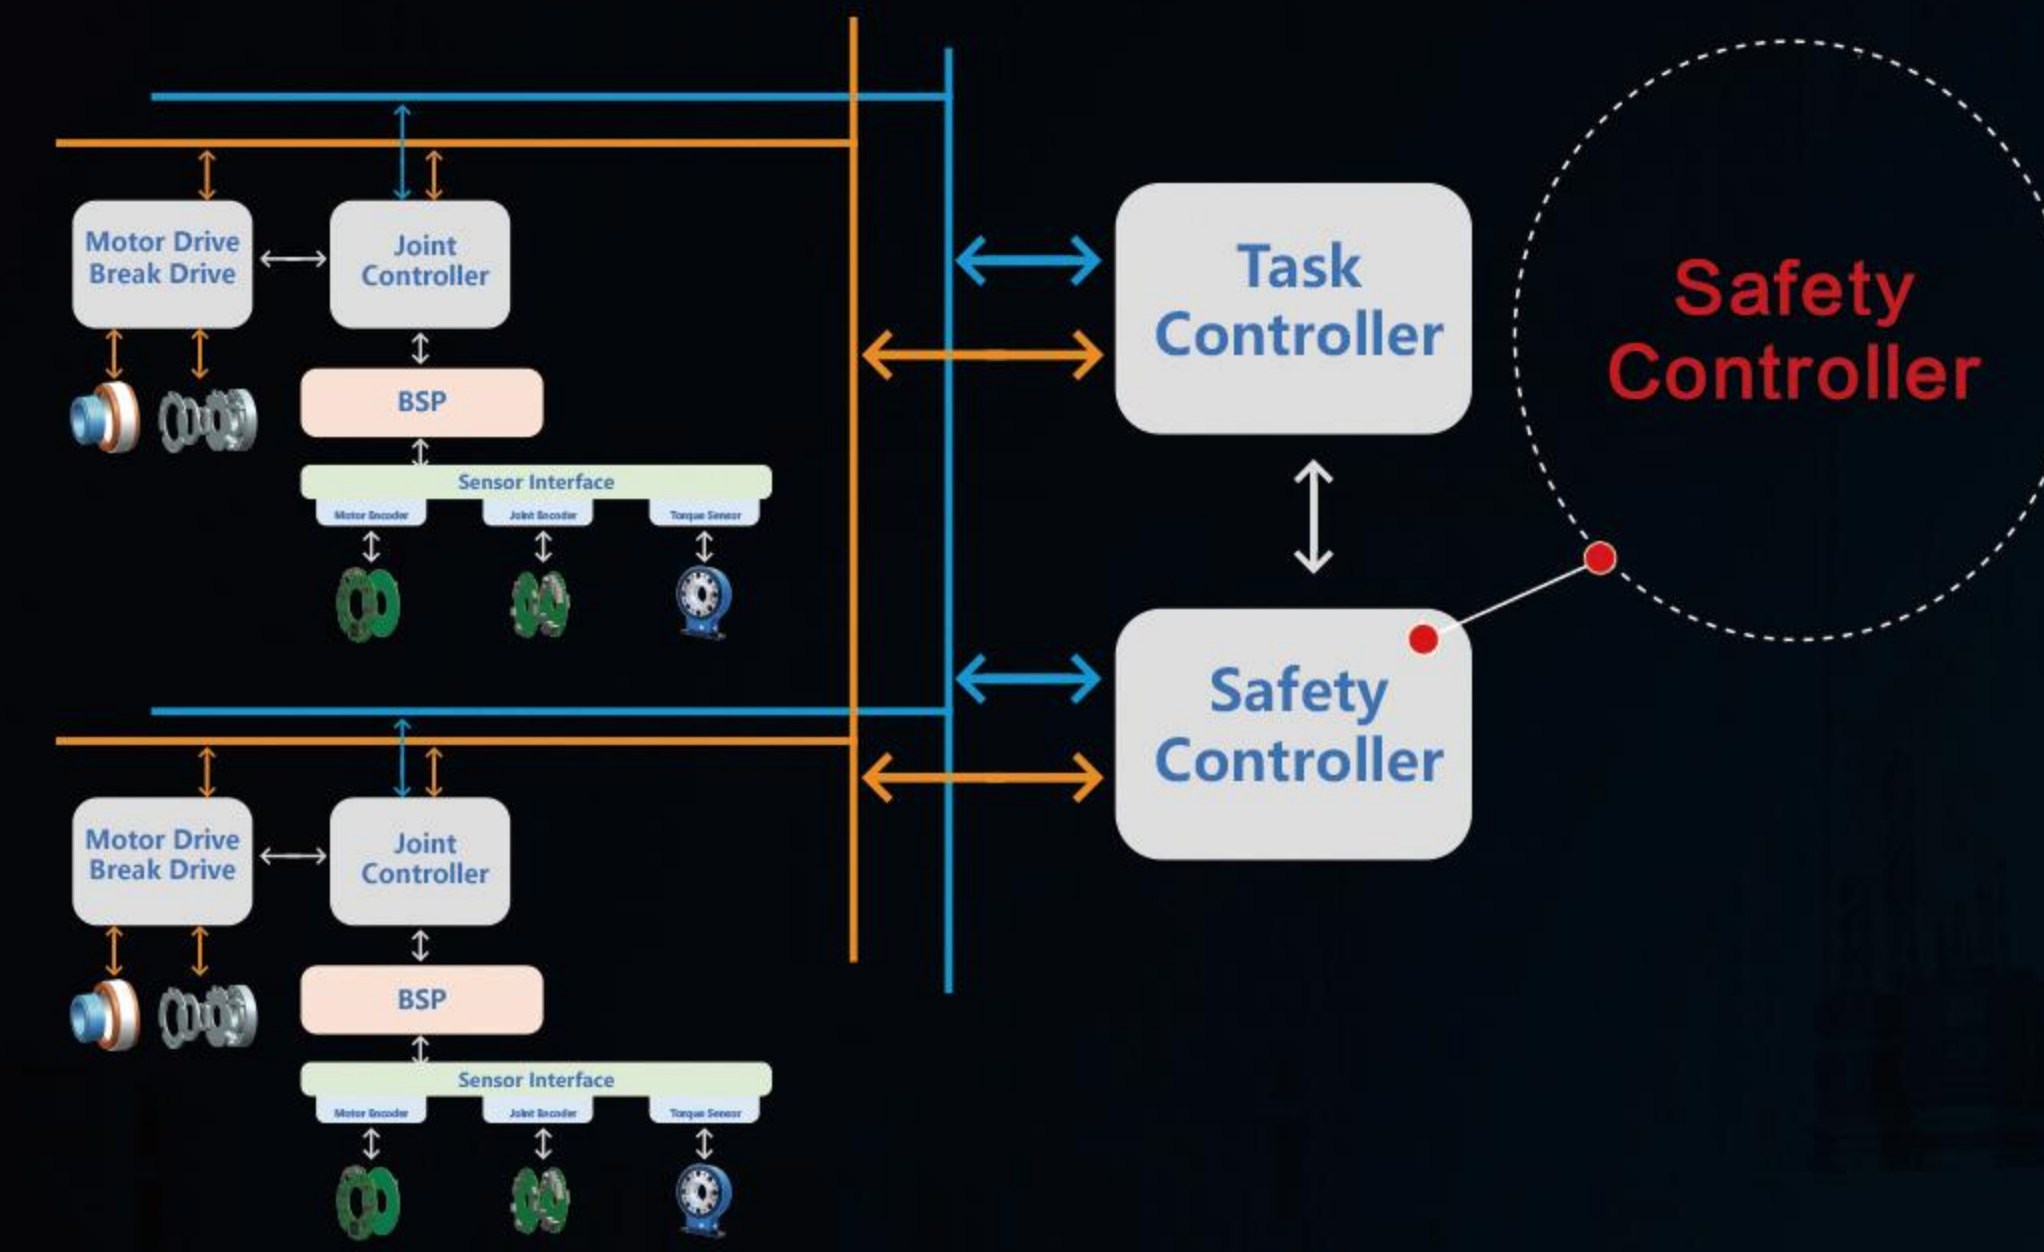 Motor Drive
Break Drive
Joint
Controller
BSP
Sensor Interface
Motor Encoder
Joint Encoder
Torque Sensor
Task
Controller
Safety
Controller
Safety
Controller
Motor Drive
Break Drive
Joint
Controller
BSP
Sensor Interface
Motor Encoder
Joint Encoder
Torque Sensor